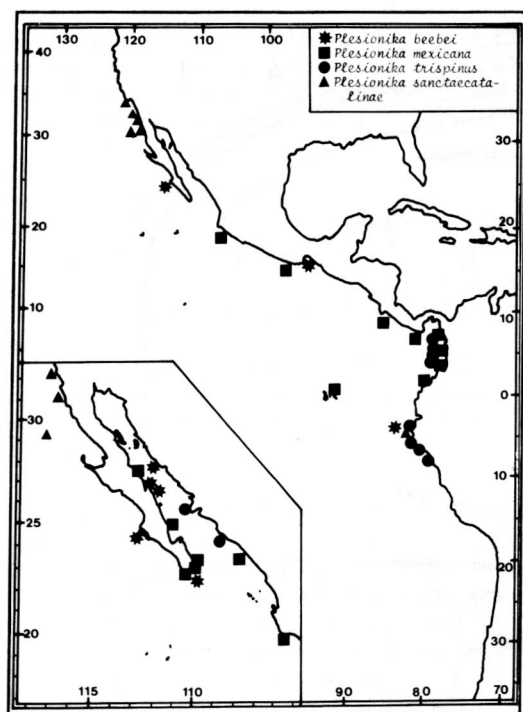 130 120 110 100
Plesionika beebei
Plesionika mexicana
Plesionika trispinus
Plesionika sanctaecata-
linae
40
30 30
20 20
10 10
0
30
10
25
20
20 30
115 110 90 80 70